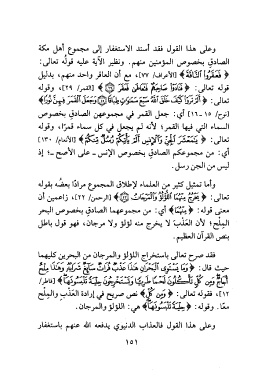 وعلى هذا القول فقد أسند الاستغفار إلى مجموع أهل مكة
الصادق بخصوص المؤمنين منهم. ونظير الآية عليه قوله تعالى:
﴿ فَعَقَرُوا النَّاقَةَ ﴾ [الأعراف/ ٧٧]، مع أن العاقر واحد منهم، بدليل
قوله تعالى: ﴿ فَنَادَوْا صَاحِبَهُمْ فَتَعَاطَى فَعَقَرَ ﴾ [القمر/ ٢٩]، وقوله
تعالى: ﴿ أَلَمْ تَرَوْا كَيْفَ خَلَقَ اللَّهُ سَبْعَ سَمَاوَاتٍ طِبَاقًا ۝ وَجَعَلَ الْقَمَرَ فِيهِنَّ نُورًا ﴾
[نوح/ ١٥ - ١٦] أي: جعل القمر في مجموعهن الصادق بخصوص
السماء التي فيها القمر؛ لأنه لم يجعل في كل سماء قمرًا، وقوله
تعالى: ﴿ يَا مَعْشَرَ الْجِنِّ وَالْإِنْسِ أَلَمْ يَأْتِكُمْ رُسُلٌ مِنْكُمْ ﴾ [الأنعام/ ١٣٠]
أي: من مجموعكم الصادق بخصوص الإنس - على الأصح -؛ إذ
ليس من الجن رسل.
وأما تمثيل كثير من العلماء لإطلاق المجموع مرادًا بعضُه بقوله
تعالى: ﴿ يَخْرُجُ مِنْهُمَا اللُّؤْلُؤُ وَالْمَرْجَانُ ﴾ [الرحمن/ ٢٢]، زاعمين أن
معنى قوله: ﴿ مِنْهُمَا ﴾ أي: من مجموعهما الصادق بخصوص البحر
المِلْح؛ لأن العَذْبَ لا يخرج منه لؤلؤ ولا مرجان، فهو قول باطل
بنص القرآن العظيم.
فقد صرح تعالى باستخراج اللؤلؤ والمرجان من البحرين كليهما
حيث قال: ﴿ وَمَا يَسْتَوِي الْبَحْرَانِ هَذَا عَذْبٌ فُرَاتٌ سَائِغٌ شَرَابُهُ وَهَذَا مِلْحٌ
أُجَاجٌ وَمِنْ كُلٍّ تَأْكُلُونَ لَحْمًا طَرِيًّا وَتَسْتَخْرِجُونَ حِلْيَةً تَلْبَسُونَهَا ﴾ [فاطر/
١٢]، فقوله تعالى: ﴿ وَمِنْ كُلٍّ ﴾ نص صريح في إرادة العَذْب والمِلْح
معًا. وقوله: ﴿ حِلْيَةً تَلْبَسُونَهَا ﴾ هي: اللؤلؤ والمرجان.
وعلى هذا القول فالعذاب الدنيوي يدفعه الله عنهم باستغفار
١٥٦